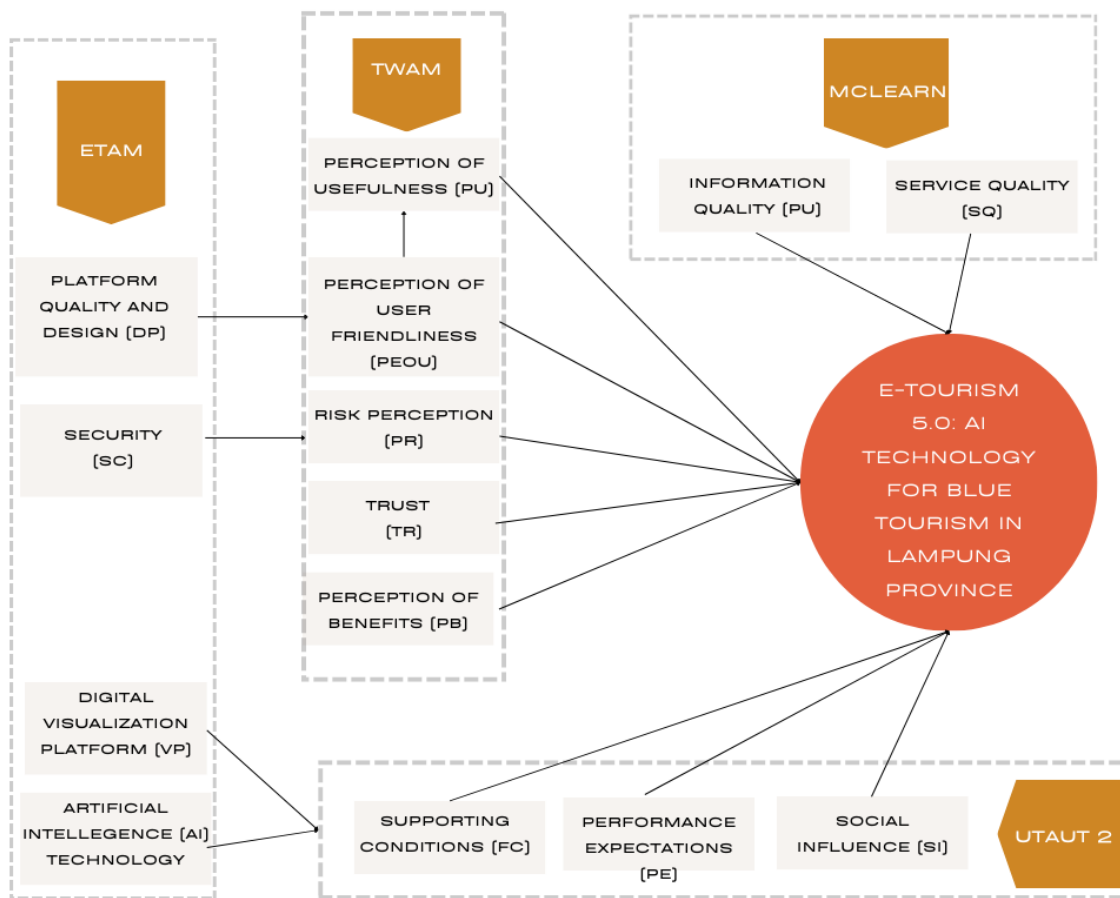 ETAM
PLATFORM
QUALITY AND
DESIGN (DP)
SECURITY
(SC)
DIGITAL
VISUALIZATION
PLATFORM (VP)
ARTIFICIAL
INTELLEGENCE (AI)
TECHNOLOGY
TWAM
PERCEPTION OF
USEFULNESS (PU)
PERCEPTION OF
USER
FRIENDLINESS
(PEOU)
RISK PERCEPTION
(PR)
TRUST
(TR)
PERCEPTION OF
BENEFITS (PB)
MCLEARN
INFORMATION
QUALITY (PU)
SERVICE QUALITY
(SQ)
E-TOURISM
5.0: AI
TECHNOLOGY
FOR BLUE
TOURISM IN
LAMPUNG
PROVINCE
SUPPORTING
CONDITIONS (FC)
PERFORMANCE
EXPECTATIONS
(PE)
SOCIAL
INFLUENCE (SI)
UTAUT 2